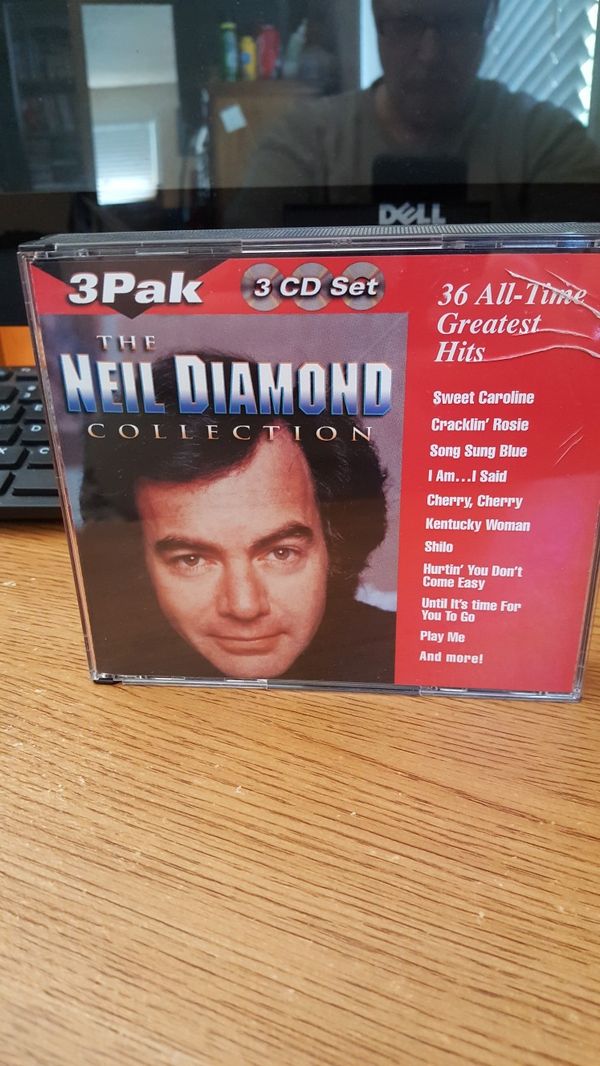 DELL
3Pak
3 CD Set
THE
NEIL DIAMOND
COLLECTION
36 All-Time
Greatest
Hits
Sweet Caroline
Cracklin' Rosie
Song Sung Blue
I Am...I Said
Cherry, Cherry
Kentucky Woman
Shilo
Hurtin' You Don't
Come Easy
Until It's time For
You To Go
Play Me
And more!